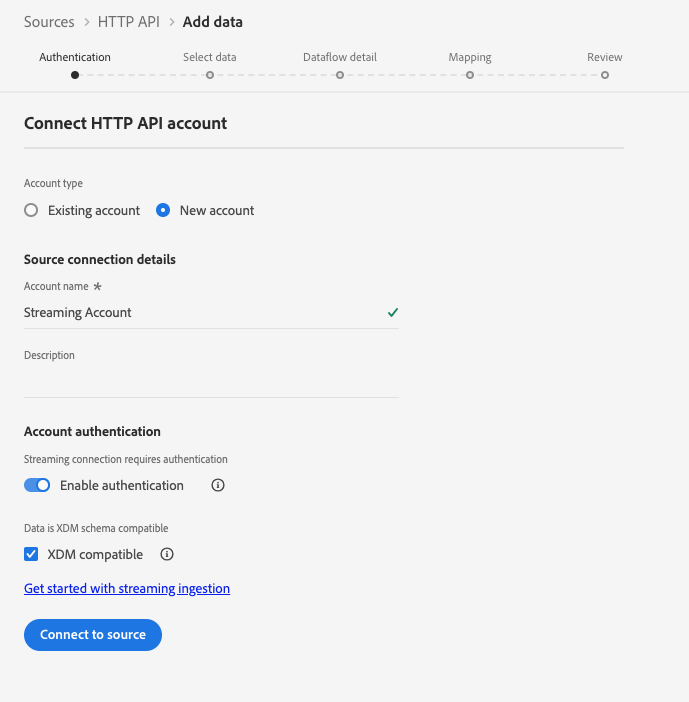 Sources > HTTP API > Add data
Authentication Select data Dataflow detail Mapping Review
Connect HTTP API account
Account type
Existing account New account
Source connection details
Account name *
Streaming Account
Description
Account authentication
Streaming connection requires authentication
Enable authentication
Data is XDM schema compatible
XDM compatible
Get started with streaming ingestion
Connect to source